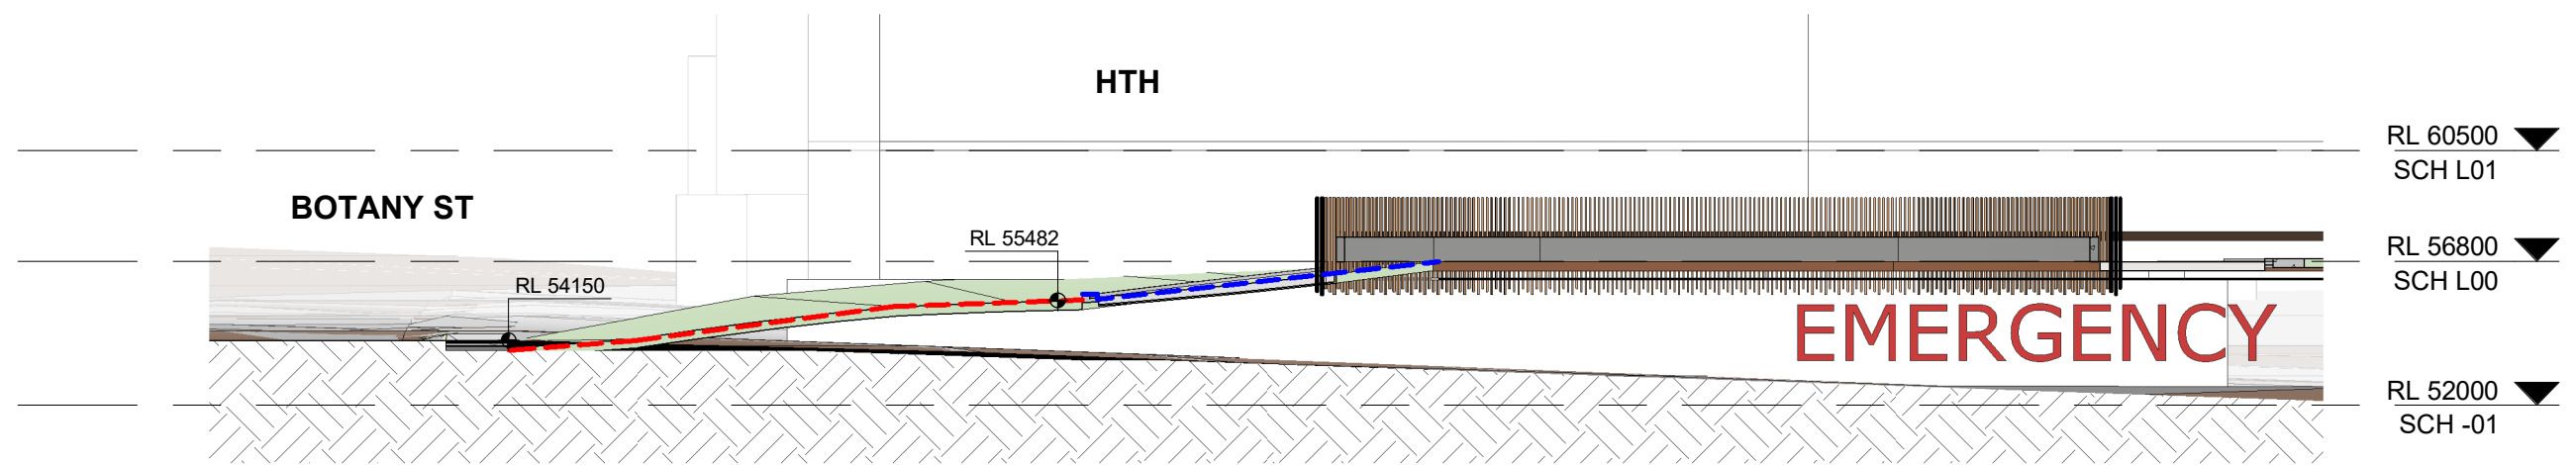 HTH
RL 60500
SCH L01
BOTANY ST
RL 55482
RL 56800
SCH L00
RL 54150
EMERGENCY
RL 52000
SCH -01